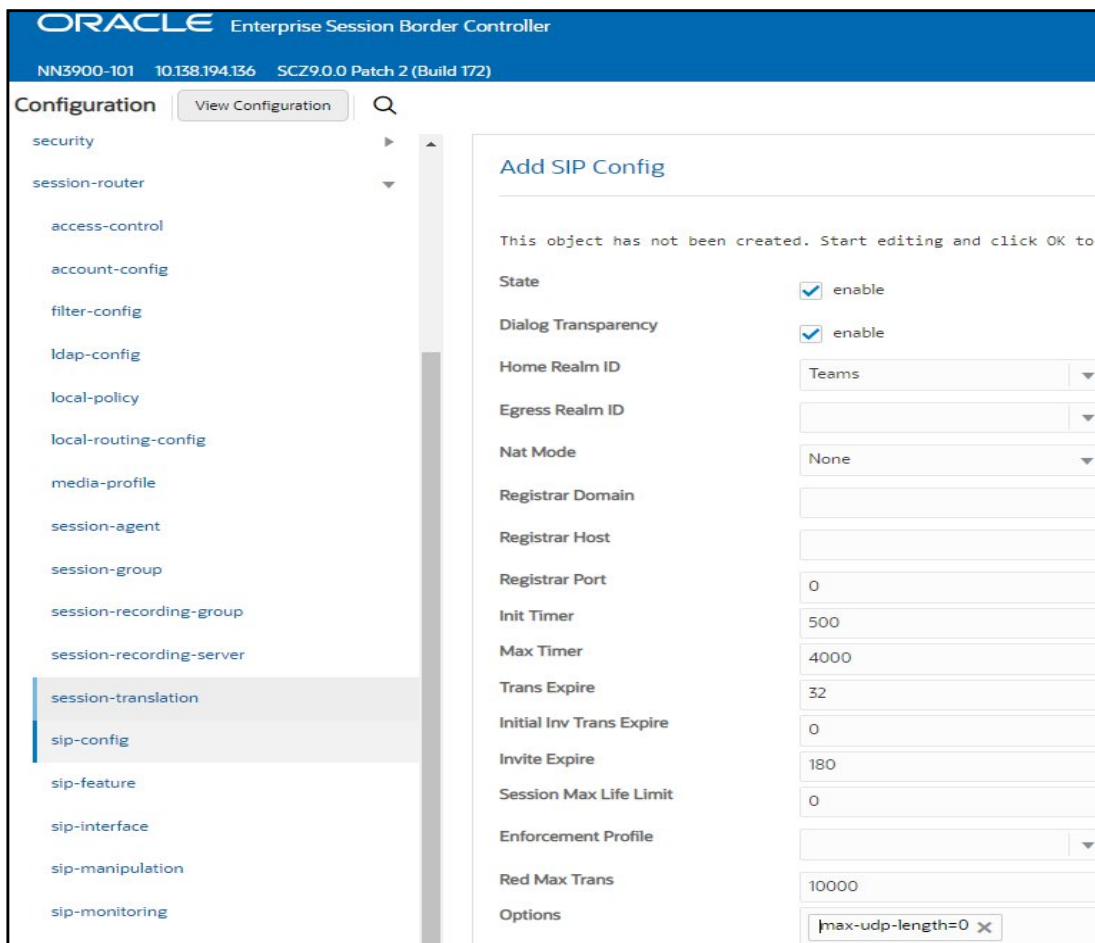 ORACLE Enterprise Session Border Controller
NN3900-101 10.138.194.136 SCZ9.0.0 Patch 2 (Build 172)
Configuration View Configuration
security
session-router
access-control
account-config
filter-config
ldap-config
local-policy
local-routing-config
media-profile
session-agent
session-group
session-recording-group
session-recording-server
session-translation
sip-config
sip-feature
sip-interface
sip-manipulation
sip-monitoring
Add SIP Config
This object has not been created. Start editing and click OK to
State enable
Dialog Transparency enable
Home Realm ID Teams
Egress Realm ID
Nat Mode None
Registrar Domain
Registrar Host
Registrar Port 0
Init Timer 500
Max Timer 4000
Trans Expire 32
Initial Inv Trans Expire 0
Invite Expire 180
Session Max Life Limit 0
Enforcement Profile
Red Max Trans 10000
Options max-udp-length=0